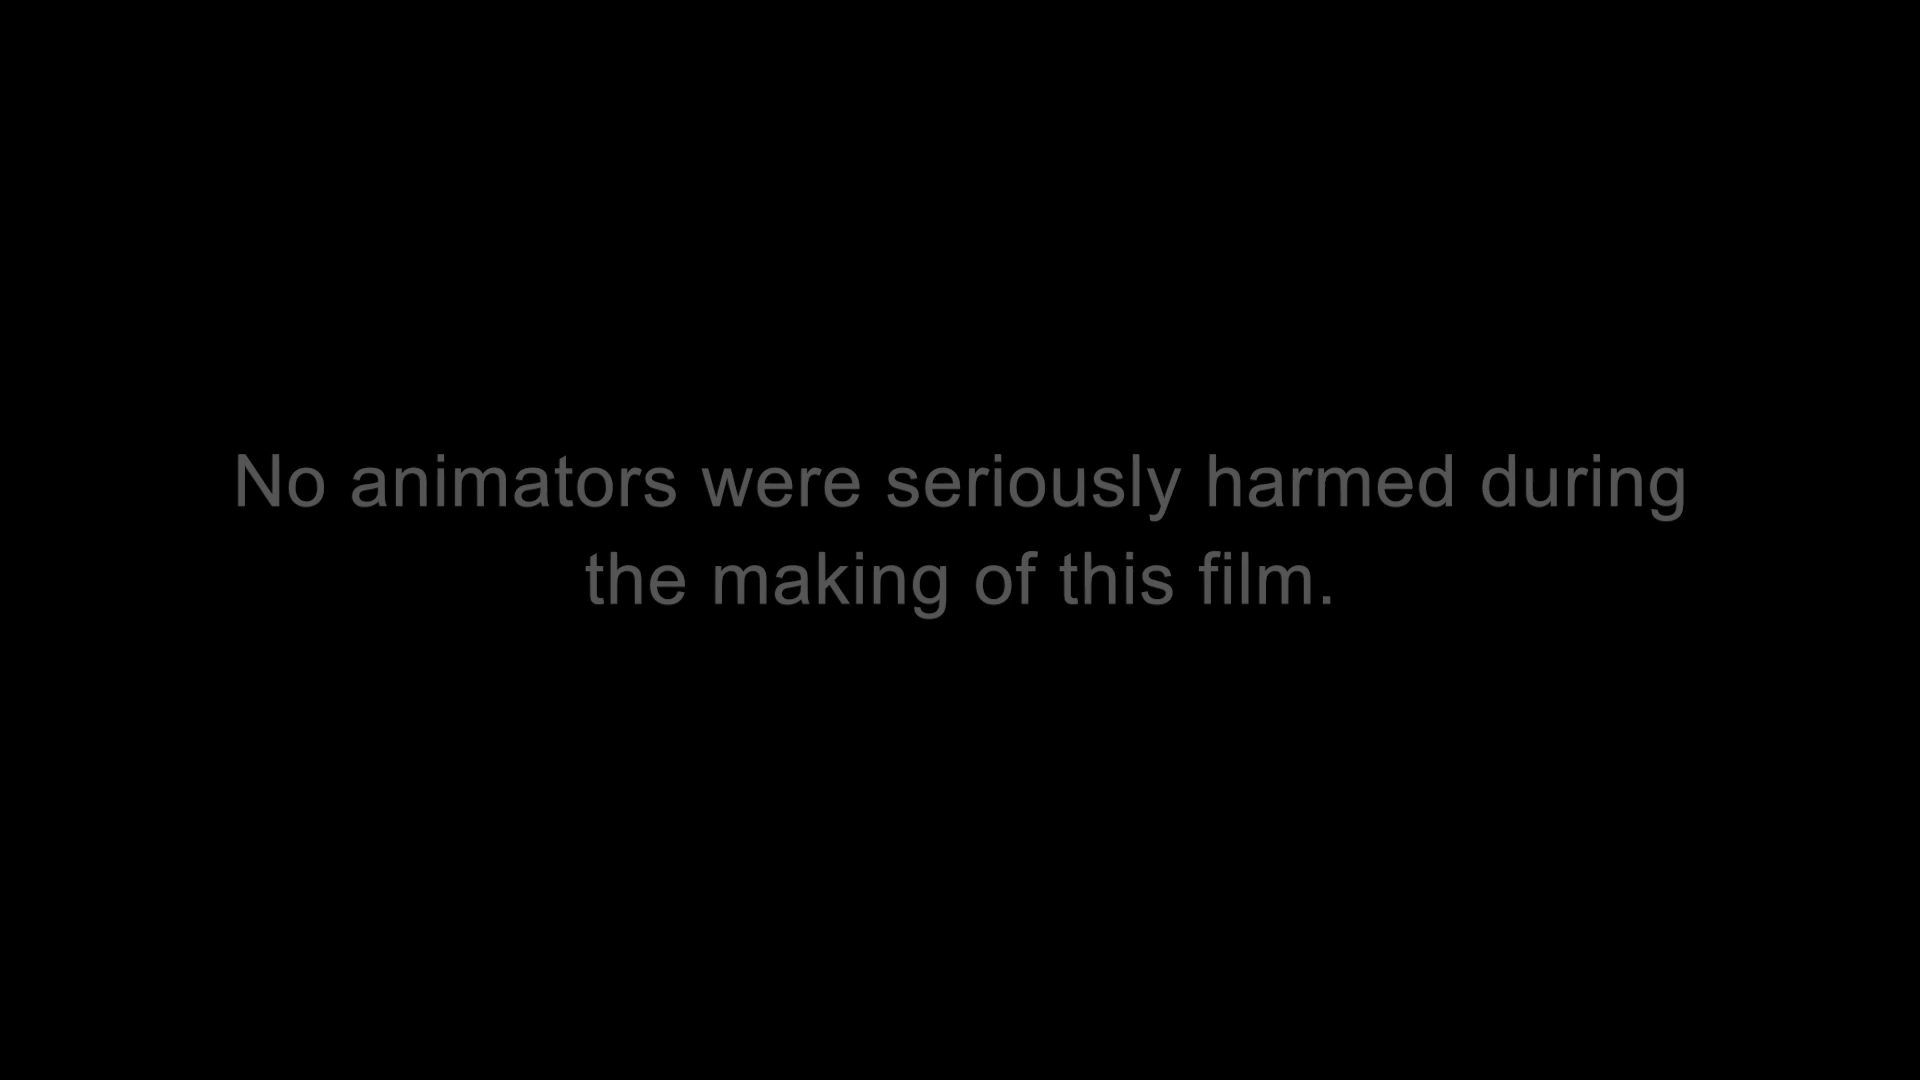 No animators were seriously harmed during
the making of this film.